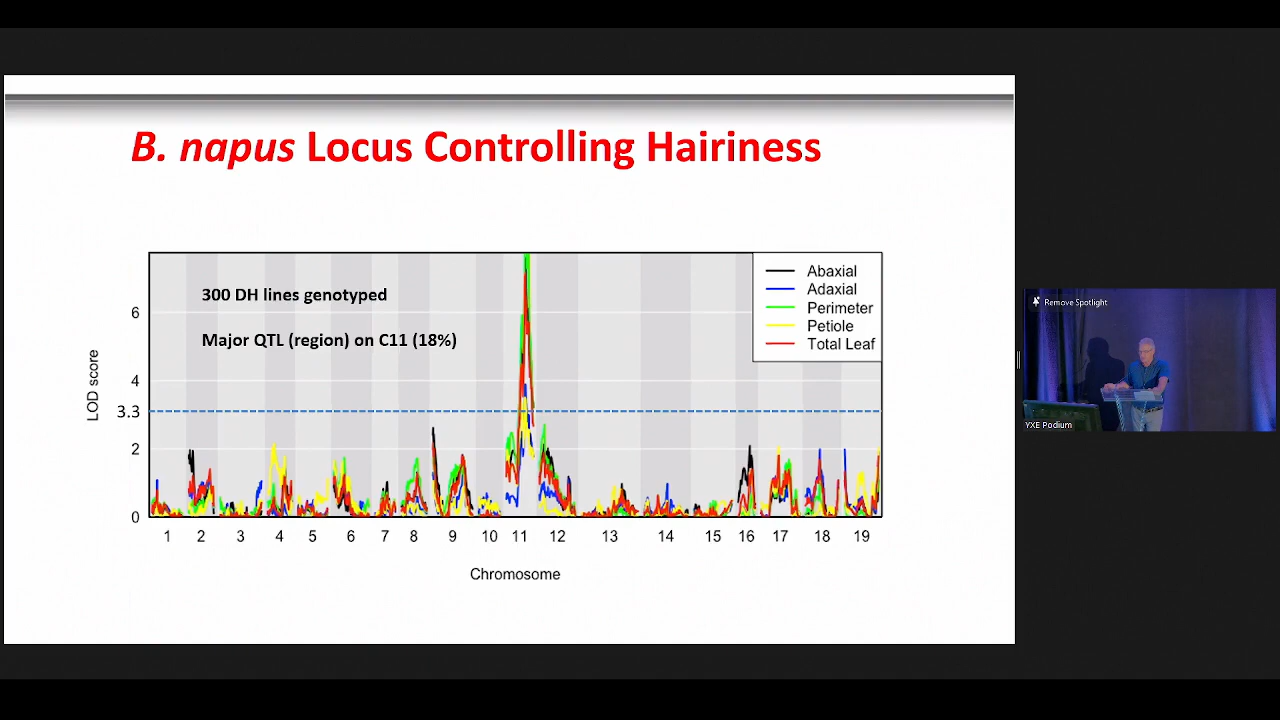 B. napus Locus Controlling Hairiness
300 DH lines genotyped
Major QTL (region) on C11 (18%)
Abaxial
Adaxial
Perimeter
Petiole
Total Leaf
LOD score
6
4
3.3
2
0
1 2 3 4 5 6 7 8 9 10 11 12 13 14 15 16 17 18 19
Chromosome
Remove Spotlight
YXE Podium